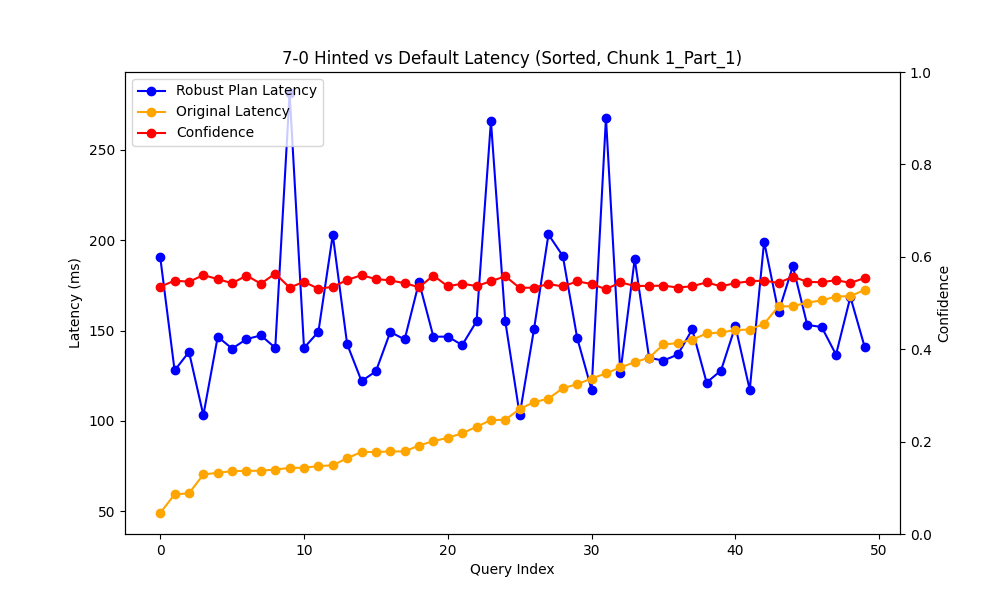 7-0 Hinted vs Default Latency (Sorted, Chunk 1_Part_1)
Robust Plan Latency
Original Latency
Confidence
Latency (ms)
250
200
150
100
50
0
10
20
30
40
50
Query Index
1.0
0.8
0.6
0.4
0.2
0.0
Confidence